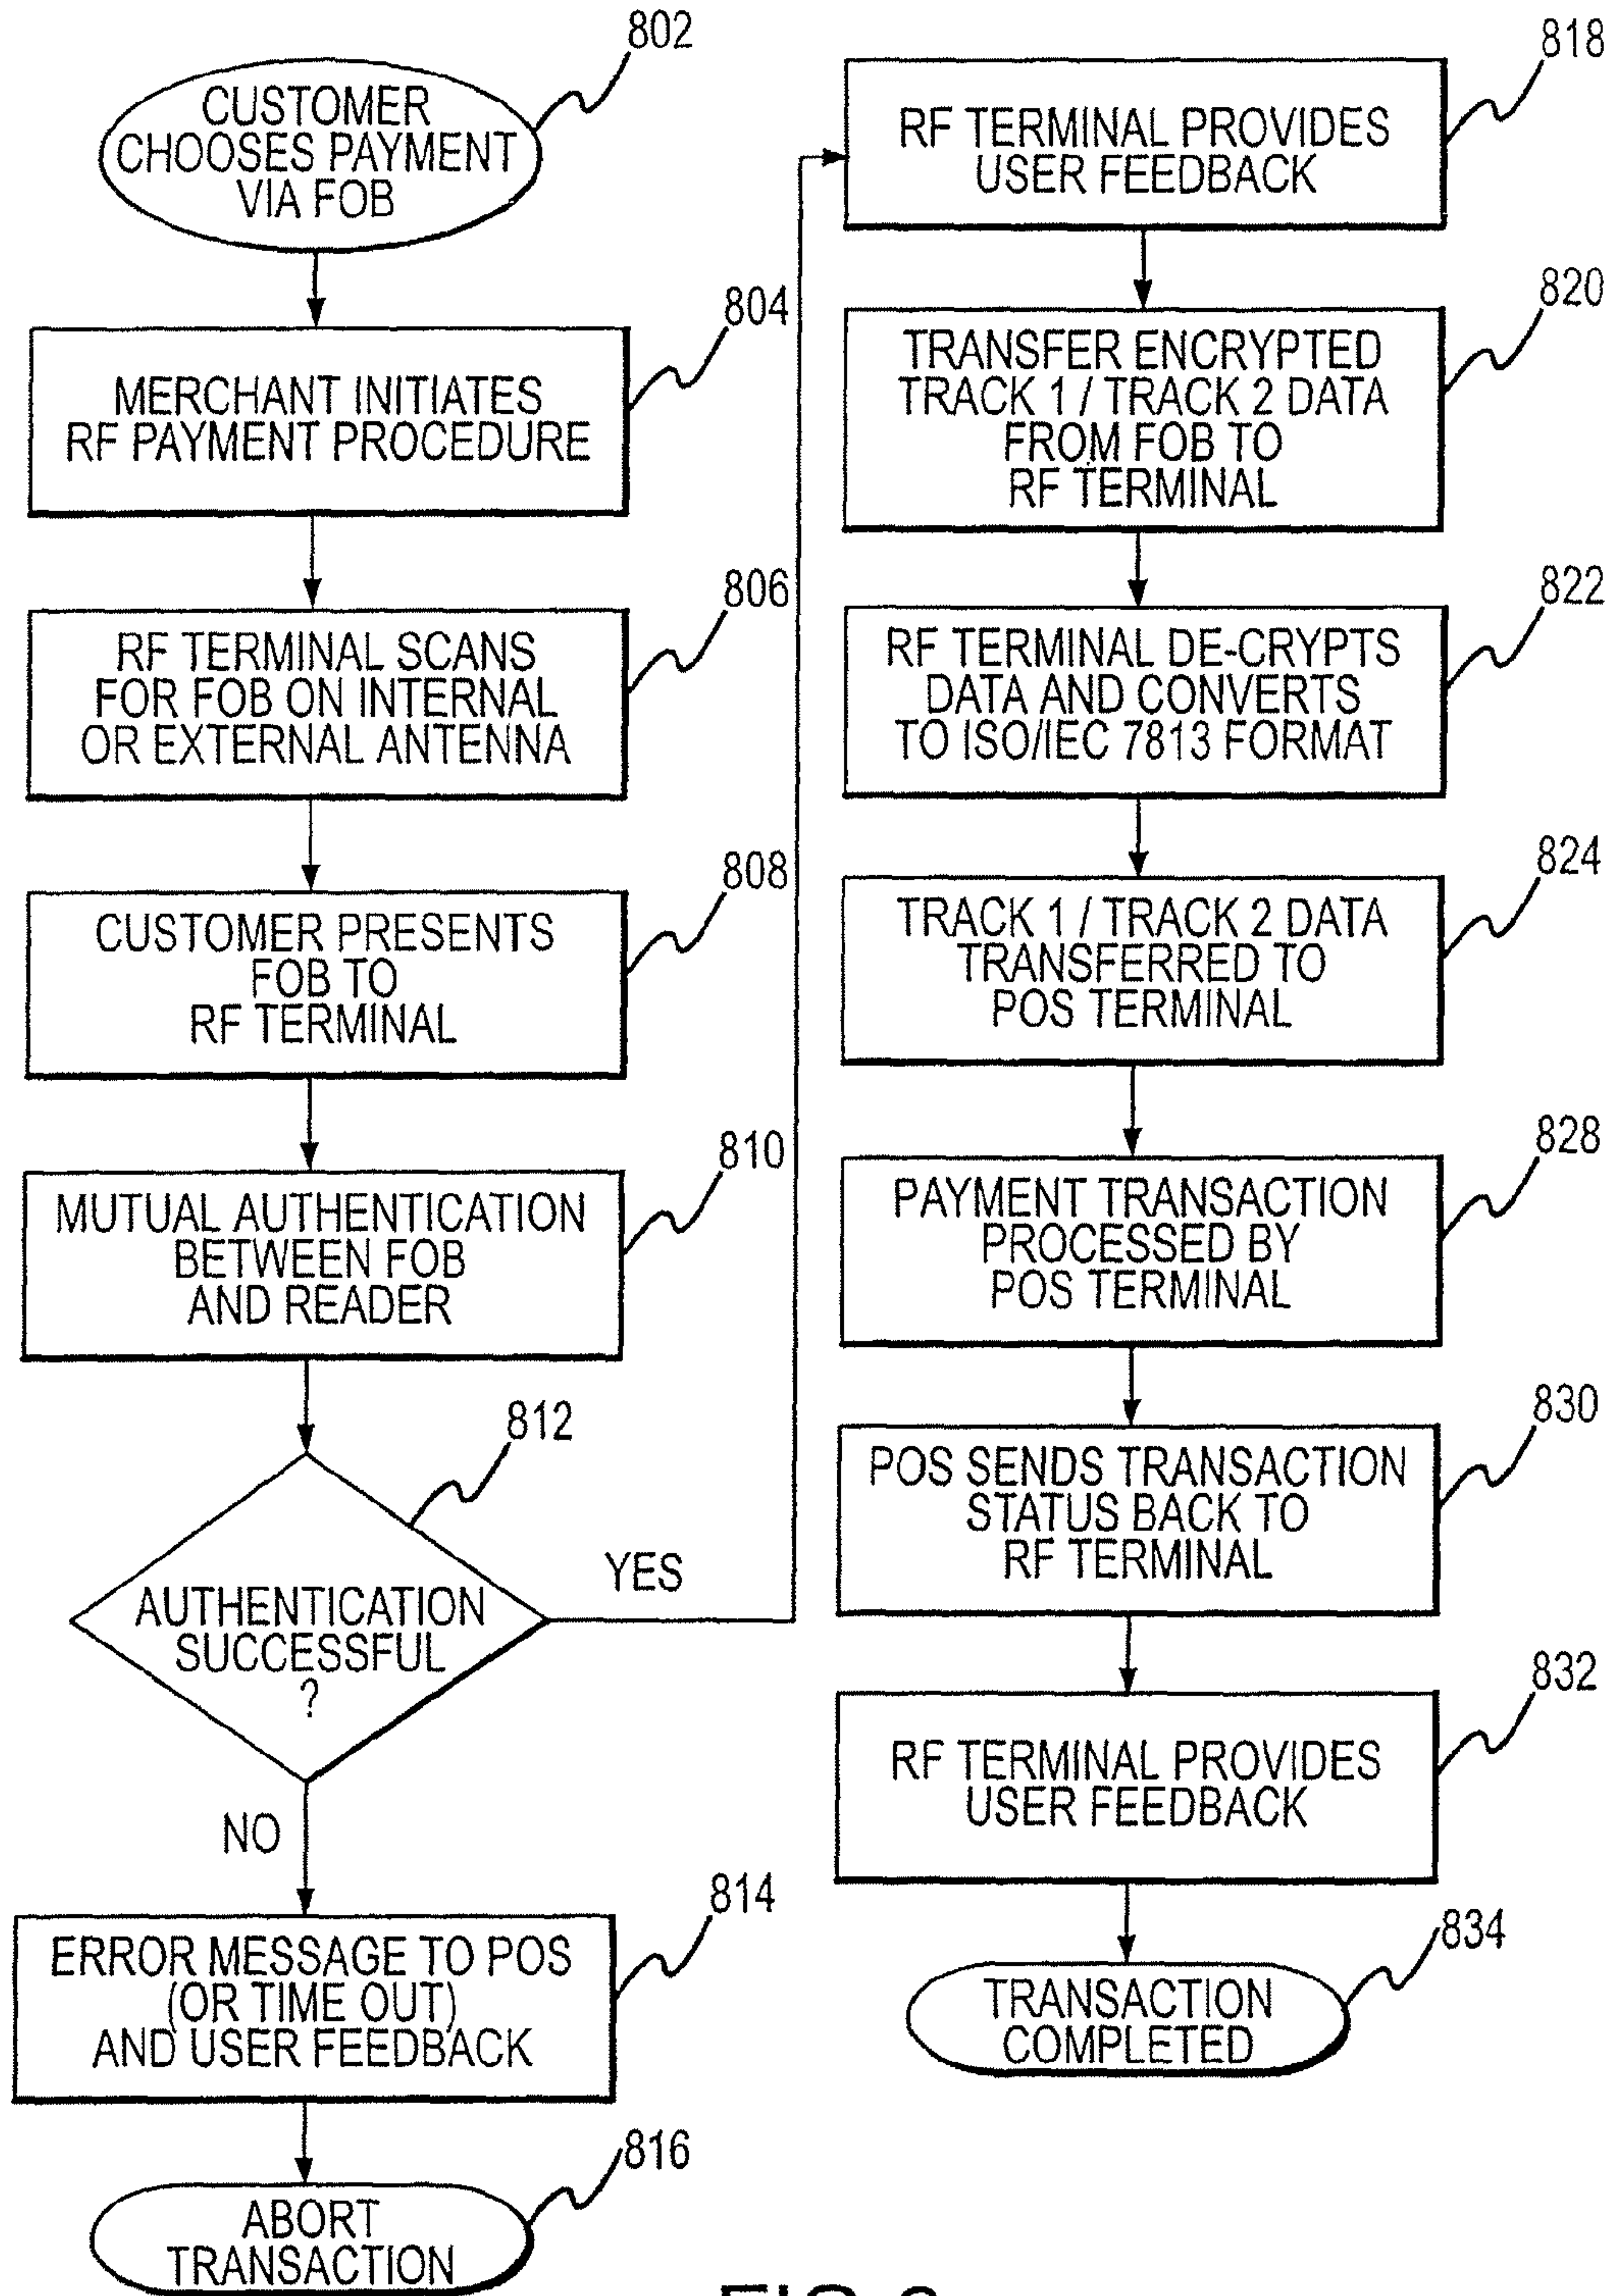 802
CUSTOMER
CHOOSES PAYMENT
VIA FOB
804
MERCHANT INITIATES
RF PAYMENT PROCEDURE
806
RF TERMINAL SCANS
FOR FOB ON INTERNAL
OR EXTERNAL ANTENNA
808
CUSTOMER PRESENTS
FOB TO
RF TERMINAL
810
MUTUAL AUTHENTICATION
BETWEEN FOB
AND READER
812
AUTHENTICATION
SUCCESSFUL
?
YES
NO
814
ERROR MESSAGE TO POS
(OR TIME OUT)
AND USER FEEDBACK
816
ABORT
TRANSACTION
818
RF TERMINAL PROVIDES
USER FEEDBACK
820
TRANSFER ENCRYPTED
TRACK 1 / TRACK 2 DATA
FROM FOB TO
RF TERMINAL
822
RF TERMINAL DE-CRYPTS
DATA AND CONVERTS
TO ISO/IEC 7813 FORMAT
824
TRACK 1 / TRACK 2 DATA
TRANSFERRED TO
POS TERMINAL
828
PAYMENT TRANSACTION
PROCESSED BY
POS TERMINAL
830
POS SENDS TRANSACTION
STATUS BACK TO
RF TERMINAL
832
RF TERMINAL PROVIDES
USER FEEDBACK
834
TRANSACTION
COMPLETED